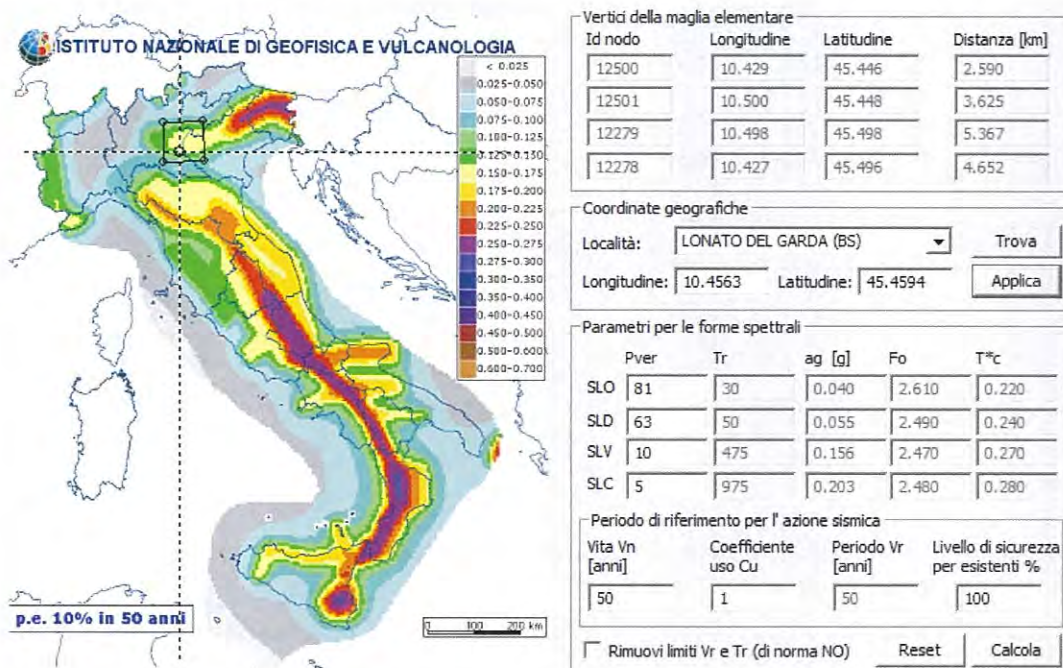 ISTITUTO NAZIONALE DI GEOFISICA E VULCANOLOGIA
< 0.025
0.025-0.050
0.050-0.075
0.075-0.100
0.100-0.125
0.125-0.150
0.150-0.175
0.175-0.200
0.200-0.225
0.225-0.250
0.250-0.275
0.275-0.300
0.300-0.350
0.350-0.400
0.400-0.450
0.450-0.500
0.500-0.600
0.600-0.700
p.e. 10% in 50 anni
0 100 200 km
Vertici della maglia elementare
Id nodo Longitudine Latitudine Distanza [km]
12500 10.429 45.446 2.590
12501 10.500 45.448 3.625
12279 10.498 45.498 5.367
12278 10.427 45.496 4.652
Coordinate geografiche
Località: LONATO DEL GARDA (BS) Trova
Longitudine: 10.4563 Latitudine: 45.4594 Applica
Parametri per le forme spettrali
Pver Tr ag [g] Fo T*c
SLO 81 30 0.040 2.610 0.220
SLD 63 50 0.055 2.490 0.240
SLV 10 475 0.156 2.470 0.270
SLC 5 975 0.203 2.480 0.280
Periodo di riferimento per l' azione sismica
Vita Vn [anni] Coefficiente uso Cu Periodo Vr [anni] Livello di sicurezza per esistenti %
50 1 50 100
Rimuovi limiti Vr e Tr (di norma NO) Reset Calcola